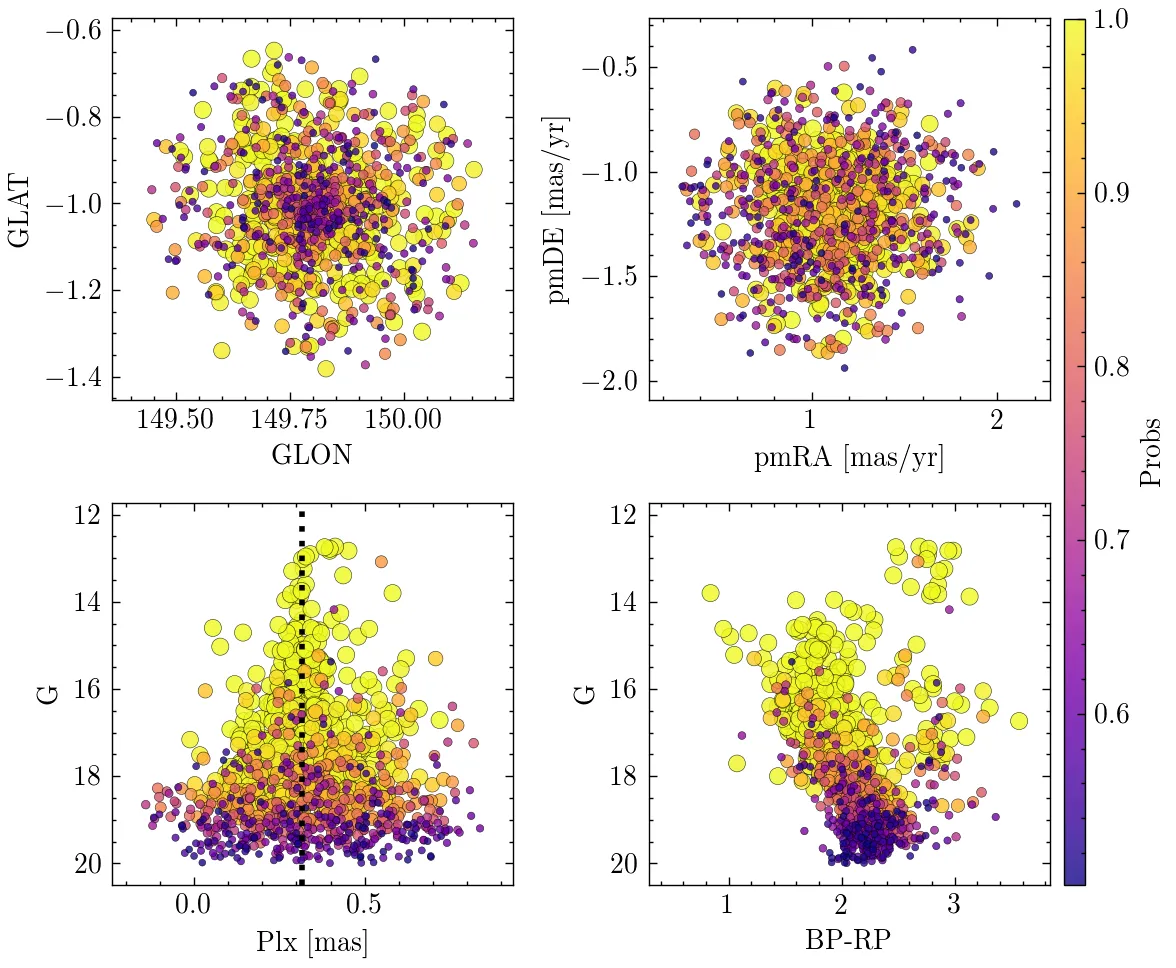 −0.6
−0.8
−1.0
−1.2
−1.4
GLAT
149.50 149.75 150.00
GLON
−0.5
−1.0
−1.5
−2.0
pmDE [mas/yr]
1 2
pmRA [mas/yr]
12
14
16
18
20
G
0.0 0.5
Plx [mas]
12
14
16
18
20
G
1 2 3
BP-RP
1.0
0.9
0.8
0.7
0.6
Probs